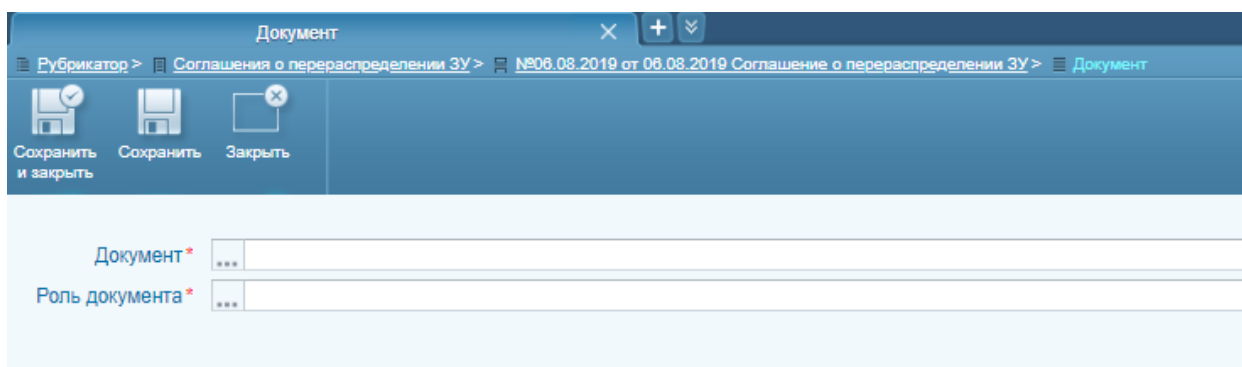 Документ
Рубрикатор > Соглашения о перераспределении ЗУ > №06.08.2019 от 06.08.2019 Соглашение о перераспределении ЗУ > Документ
Сохранить и закрыть
Сохранить
Закрыть
Документ* ...
Роль документа* ...